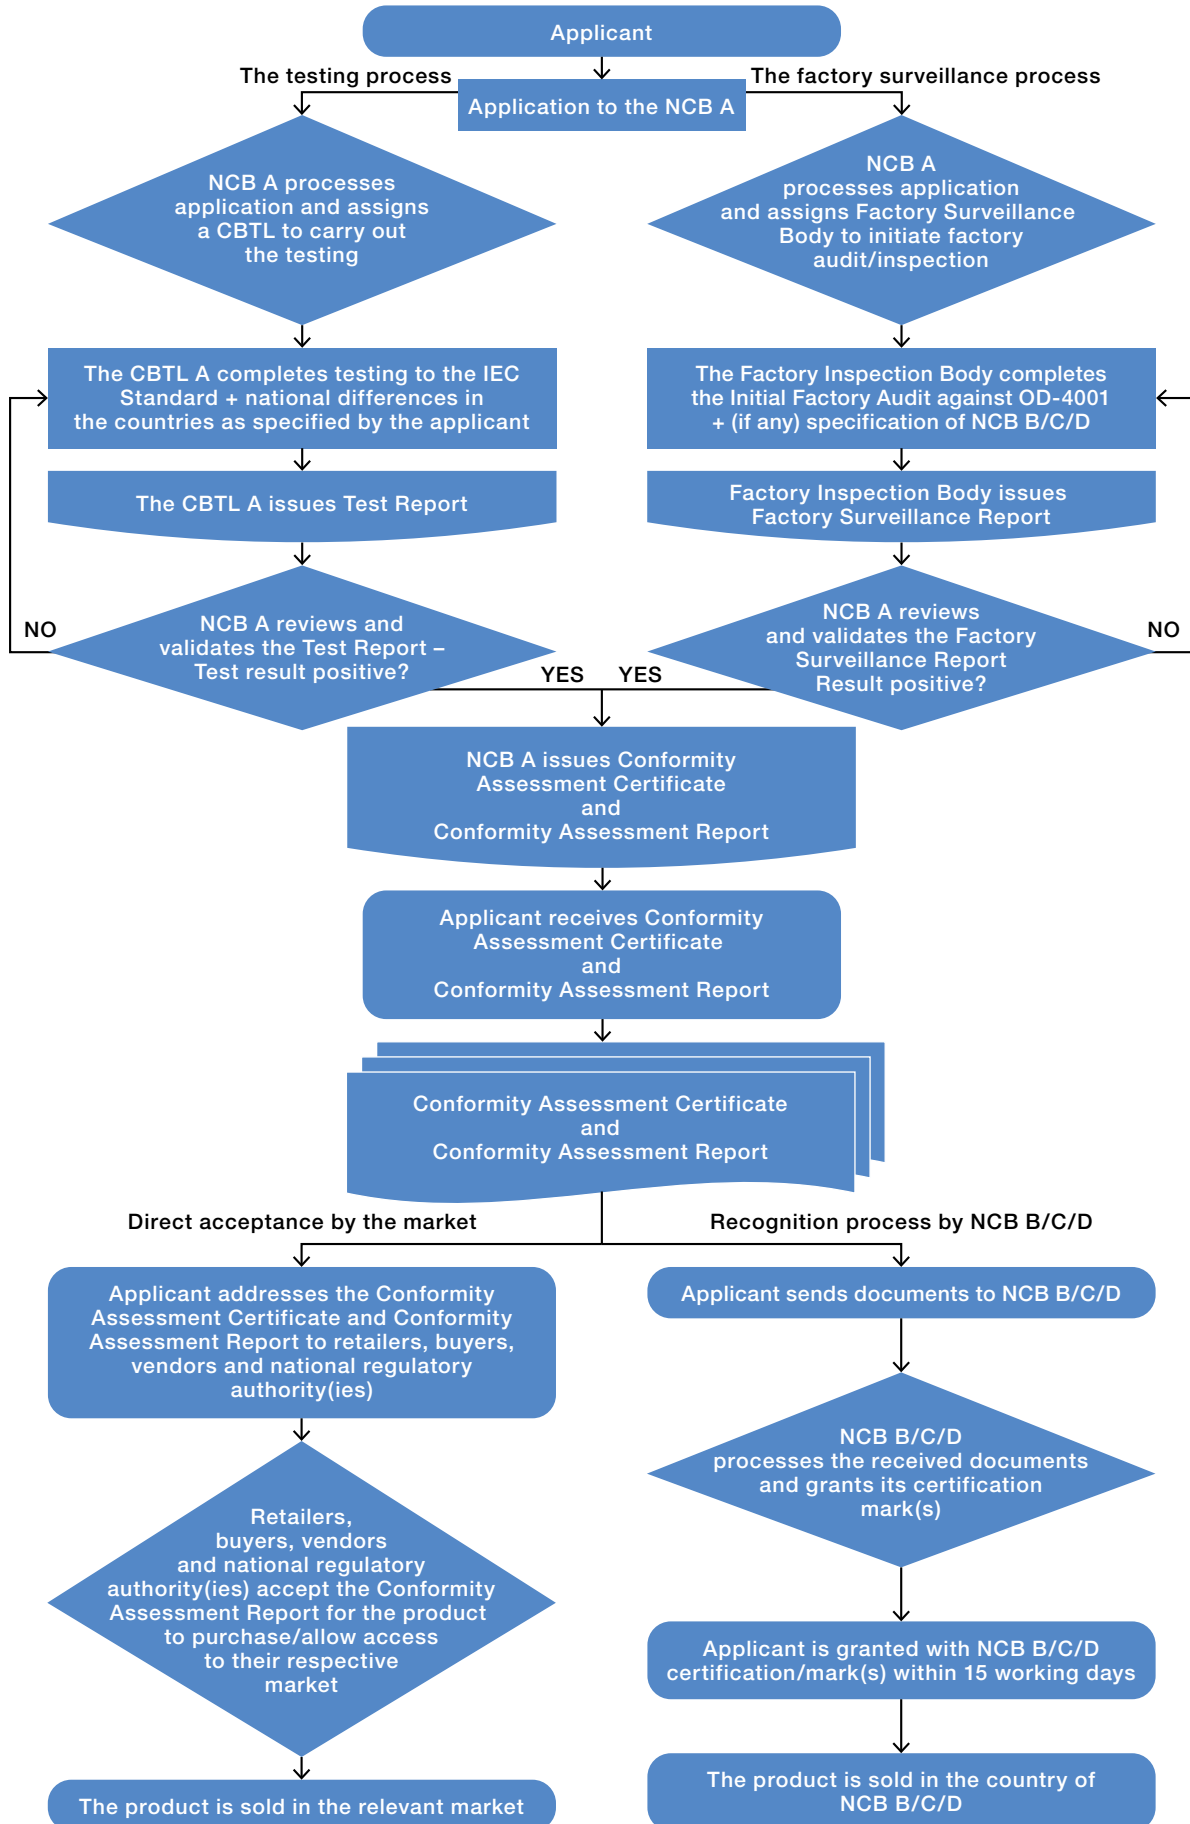 Applicant
The testing process
The factory surveillance process
Application to the NCB A
NCB A processes
application and assigns
a CBTL to carry out
the testing
NCB A
processes application
and assigns Factory Surveillance
Body to initiate factory
audit/inspection
The CBTL A completes testing to the IEC
Standard + national differences in
the countries as specified by the applicant
The Factory Inspection Body completes
the Initial Factory Audit against OD-4001
+ (if any) specification of NCB B/C/D
The CBTL A issues Test Report
Factory Inspection Body issues
Factory Surveillance Report
NO
NCB A reviews and
validates the Test Report –
Test result positive?
NCB A reviews
and validates the Factory
Surveillance Report
Result positive?
NO
YES
YES
NCB A issues Conformity
Assessment Certificate
and
Conformity Assessment Report
Applicant receives Conformity
Assessment Certificate
and
Conformity Assessment Report
Conformity Assessment Certificate
and
Conformity Assessment Report
Direct acceptance by the market
Recognition process by NCB B/C/D
Applicant addresses the Conformity
Assessment Certificate and Conformity
Assessment Report to retailers, buyers,
vendors and national regulatory
authority(ies)
Applicant sends documents to NCB B/C/D
NCB B/C/D
processes the received documents
and grants its certification
mark(s)
Retailers,
buyers, vendors
and national regulatory
authority(ies) accept the Conformity
Assessment Report for the product
to purchase/allow access
to their respective
market
Applicant is granted with NCB B/C/D
certification/mark(s) within 15 working days
The product is sold in the relevant market
The product is sold in the country of
NCB B/C/D